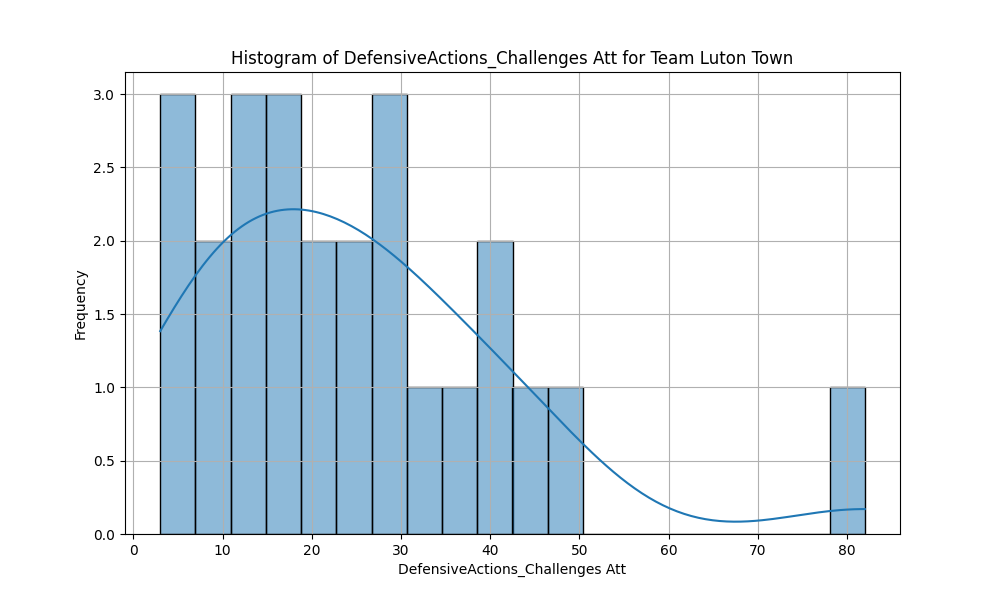 Histogram of DefensiveActions_Challenges Att for Team Luton Town
3.0
2.5
2.0
1.5
1.0
0.5
0.0
Frequency
0 10 20 30 40 50 60 70 80
DefensiveActions_Challenges Att